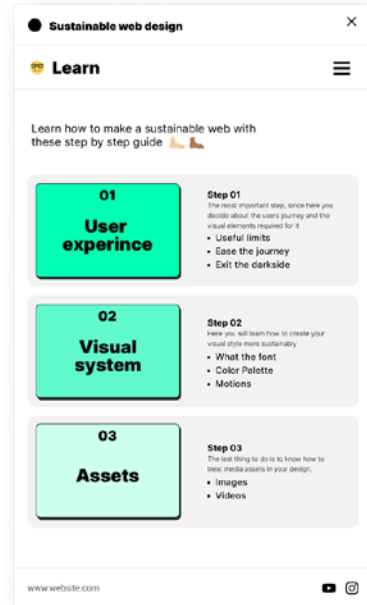 Sustainable web design
Learn
Learn how to make a sustainable web with
these step by step guide
01
User
experince
Step 01
The most important step, since here you
decide about the users journey and the
visual elements required for it
• Useful limits
• Ease the journey
• Exit the darkside
02
Visual
system
Step 02
Here you will learn how to create your
visual style more sustainably
• What the font
• Color Palette
• Motions
03
Assets
Step 03
The last thing to do is to know how to
treat media assets in your design.
• Images
• Videos
www.website.com